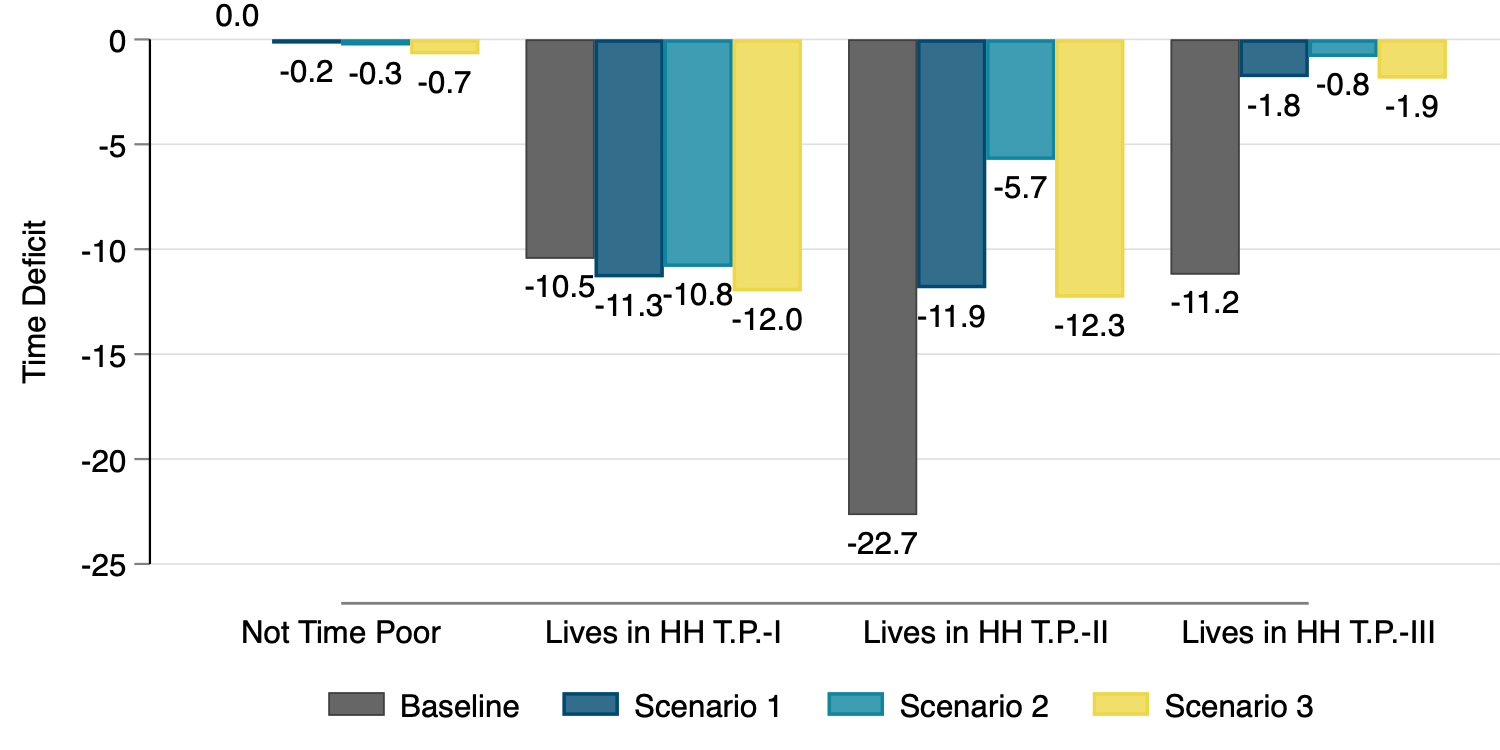 0.0
0
-0.2 -0.3 -0.7
-1.8 -0.8 -1.9
-5
-5.7
-10
-10.5 -11.3 -10.8 -12.0
-11.9 -12.3 -11.2
-15
-20
-22.7
-25
Time Deficit
Not Time Poor Lives in HH T.P.-I Lives in HH T.P.-II Lives in HH T.P.-III
Baseline Scenario 1 Scenario 2 Scenario 3